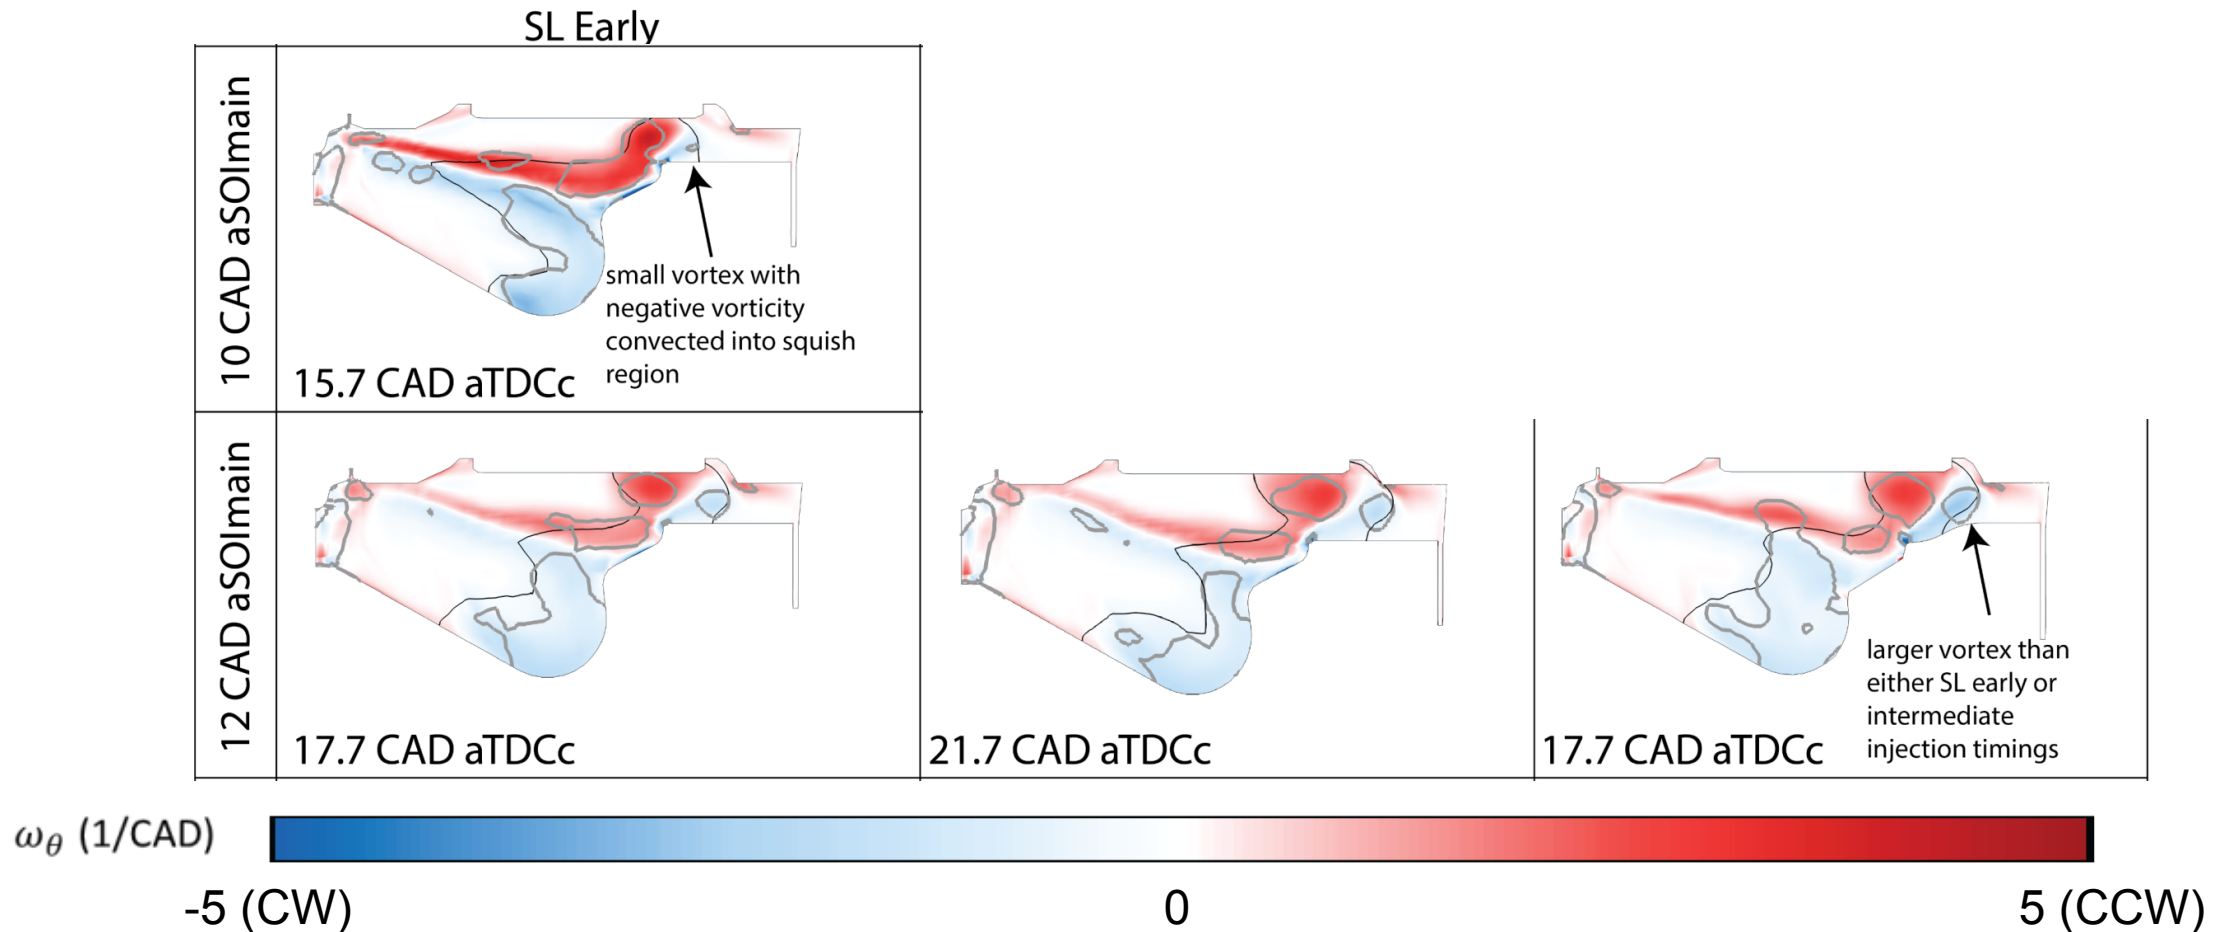 SL Early
10 CAD aSOImain
small vortex with
negative vorticity
convected into squish
region
15.7 CAD aTDCc
12 CAD aSOImain
17.7 CAD aTDCc
21.7 CAD aTDCc
17.7 CAD aTDCc
larger vortex than
either SL early or
intermediate
injection timings
ωθ (1/CAD)
-5 (CW)
0
5 (CCW)